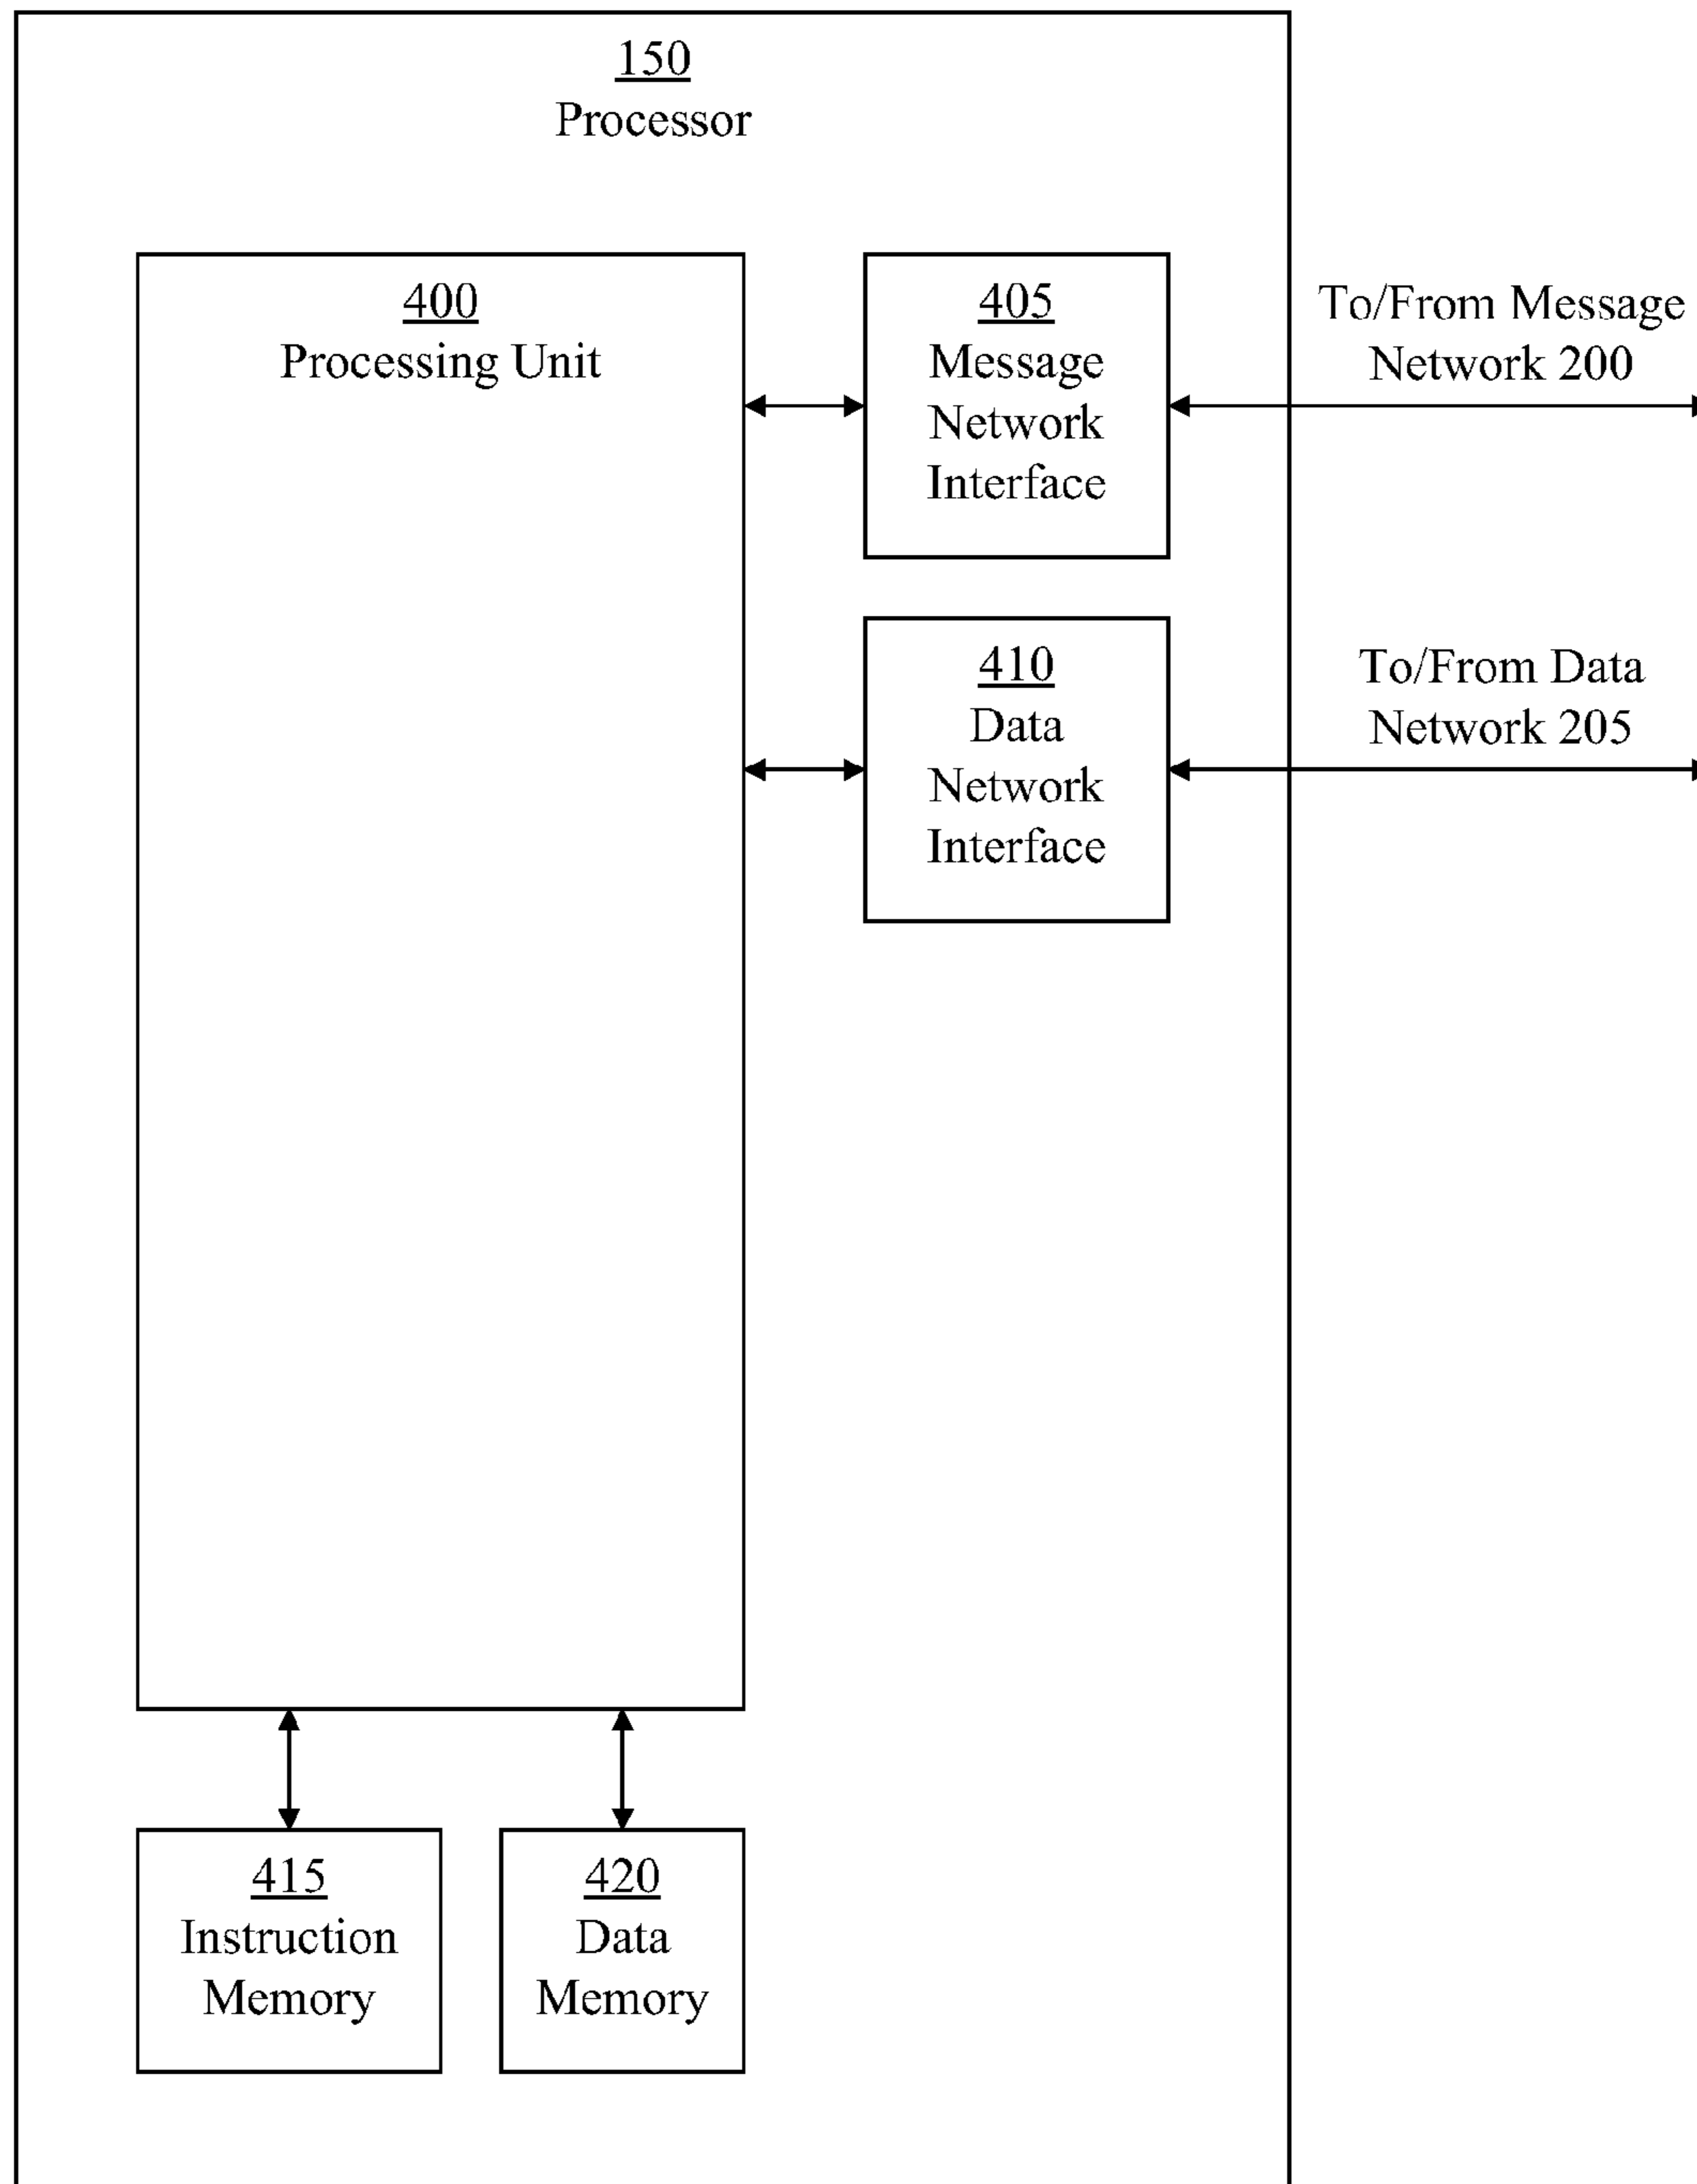 150
Processor
400
Processing Unit
405
Message
Network
Interface
To/From Message
Network 200
410
Data
Network
Interface
To/From Data
Network 205
415
Instruction
Memory
420
Data
Memory